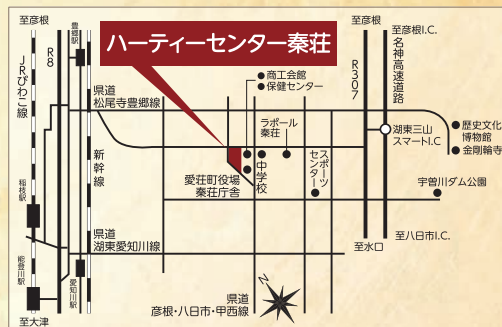 至彦根
豊郷駅
R8
JRびわこ線
ハーティーセンター秦荘
至彦根
至彦根I.C.
名神高速道路
R307
県道
松尾寺豊郷線
新幹線
商工会館
保健センター
ラポール
秦荘
中学校
スポーツ
センター
愛荘町役場
秦荘庁舎
湖東三山
スマートI.C
歴史文化
博物館
金剛輪寺
宇曽川ダム公園
稲枝駅
県道
湖東愛知川線
能登川駅
愛知川駅
至大津
県道
彦根・八日市・甲西線
N
至水口
至八日市I.C.